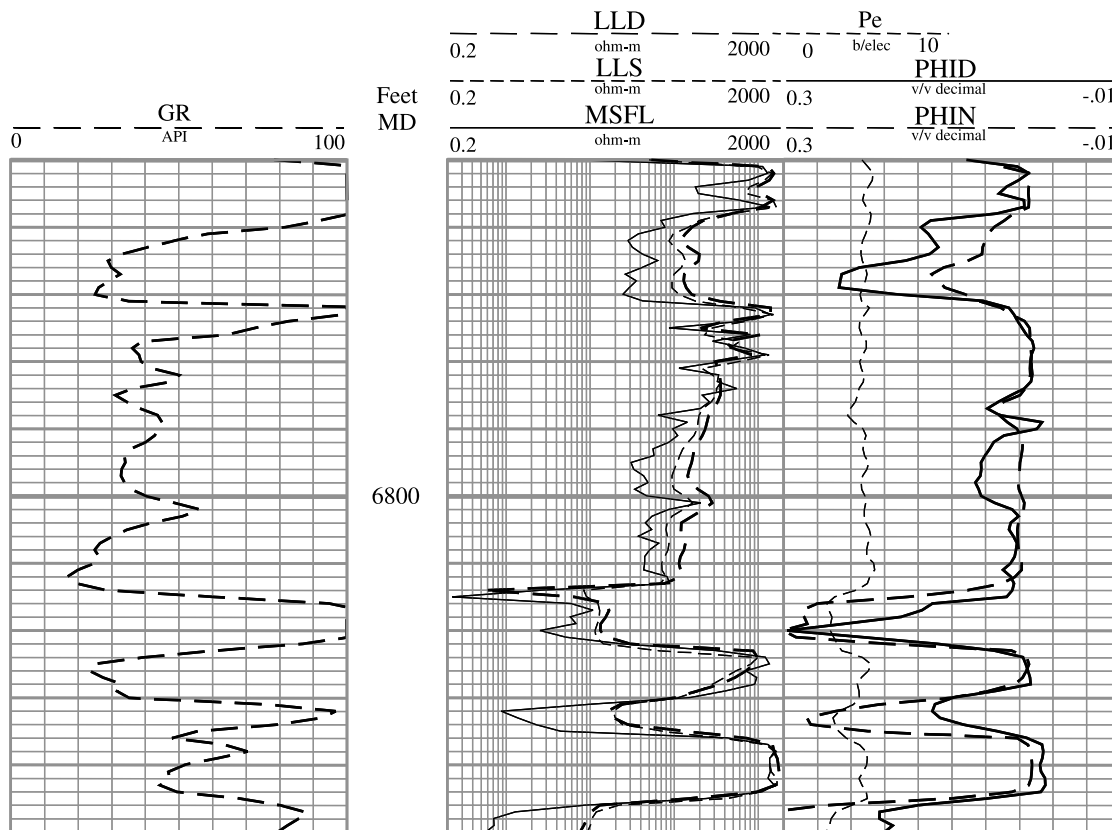 LLD
Pe
0.2 ohm-m 2000
0 b/elec 10
LLS
PHID
0.2 ohm-m 2000
0.3 v/v decimal -.01
Feet
MD
GR
MSFL
PHIN
0 API 100
0.2 ohm-m 2000
0.3 v/v decimal -.01
6800